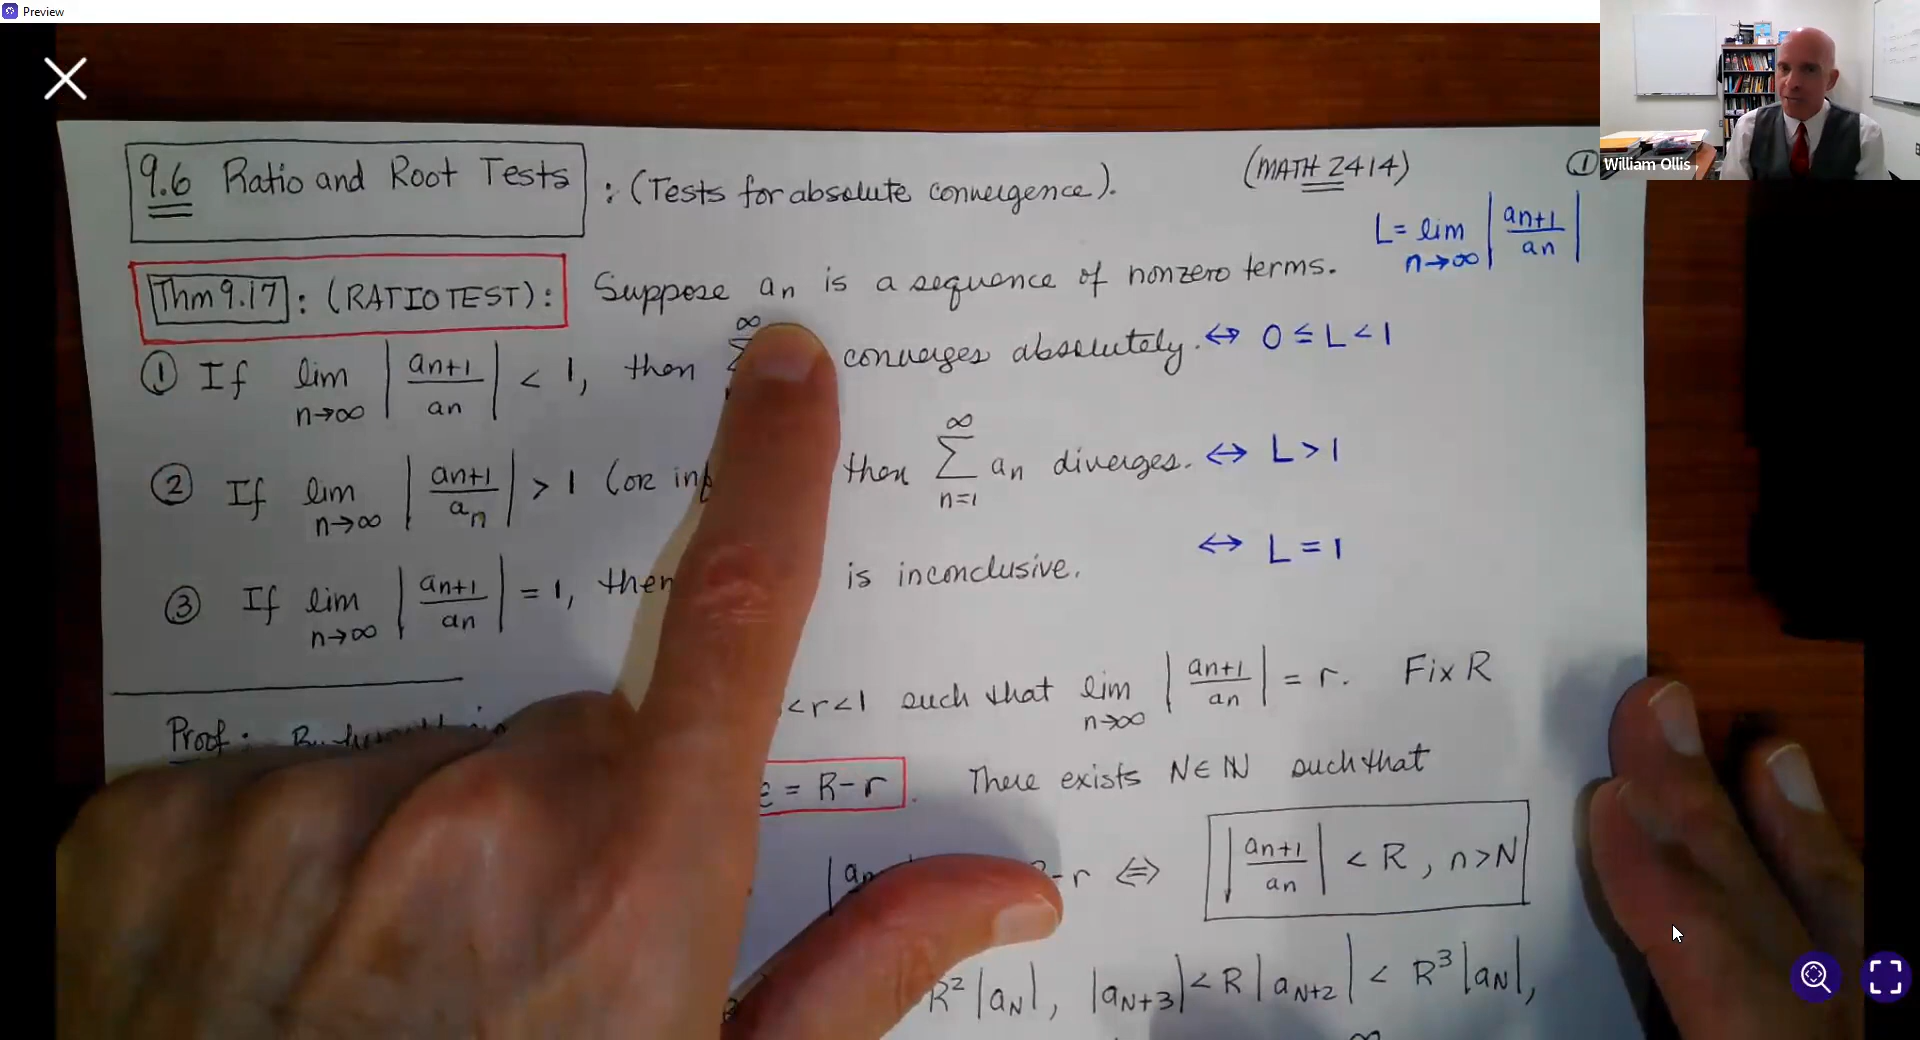 Preview
William Ollis
9.6 Ratio and Root Tests : (Tests for absolute convergence). (MATH 2414) ①
L = lim n→∞ | an+1 / an |
Thm 9.17 : (RATIO TEST) : Suppose an is a sequence of nonzero terms.
① If lim n→∞ | an+1 / an | < 1, then ∞ Σ converges absolutely. ⇔ 0 ≤ L < 1
② If lim n→∞ | an+1 / an | > 1 (or then ∞ Σ n=1 an diverges. ↔ L > 1
③ If lim n→∞ | an+1 / an | = 1, then is inconclusive. ↔ L = 1
Proof: < r < 1 such that lim n→∞ | an+1 / an | = r. Fix R
ε = R-r . There exists N ∈ ℕ such that
| an -r ⇔ | an+1 / an | < R , n > N
R² |aN| , |aN+3| < R |aN+2| < R³ |aN| ,
∞